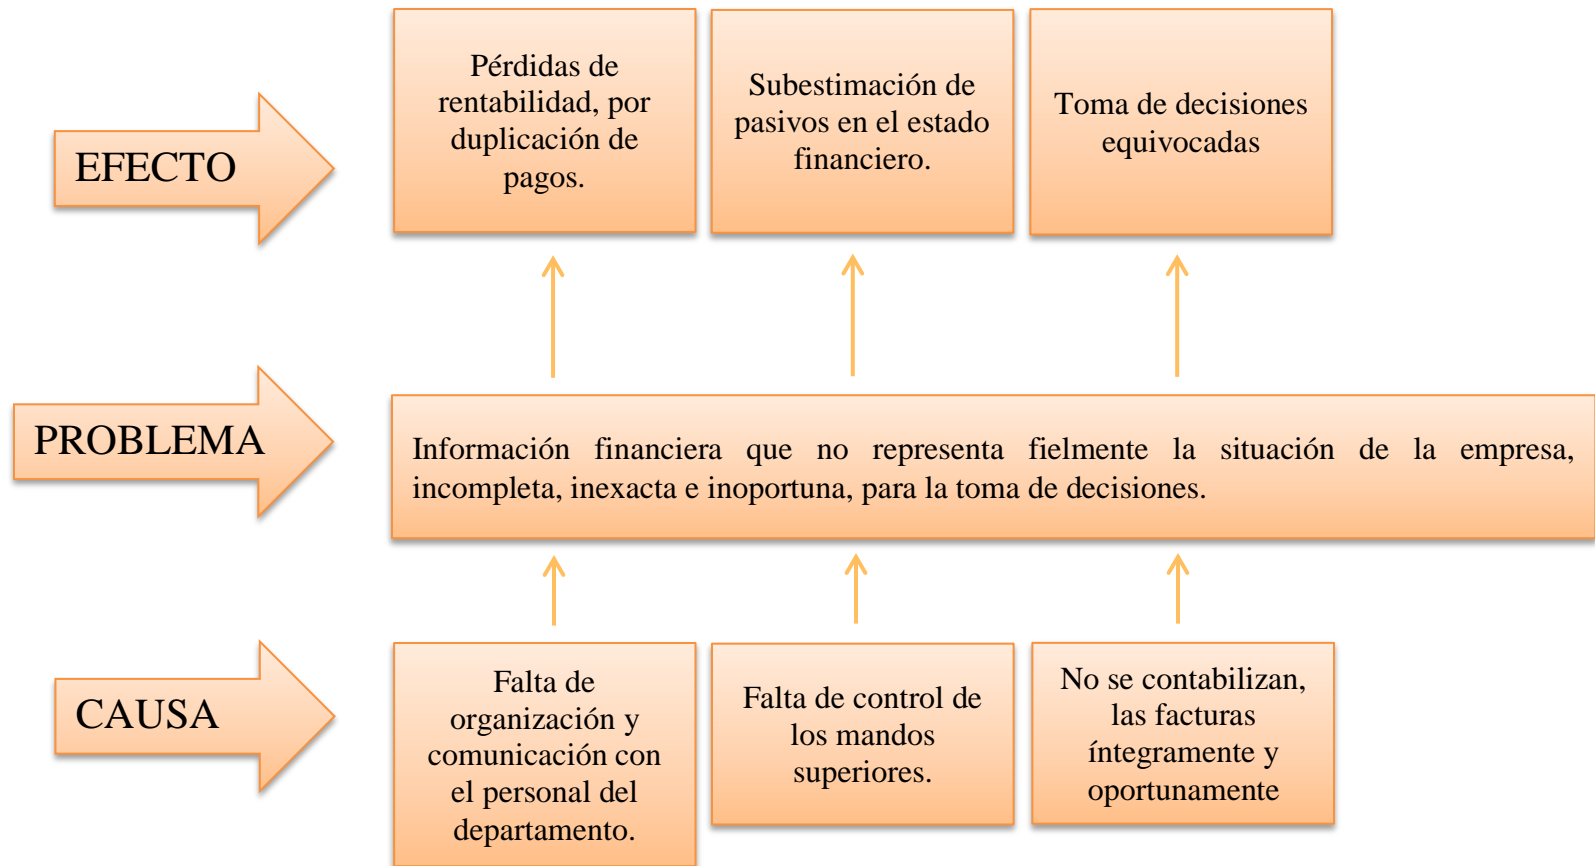 EFECTO
Pérdidas de
rentabilidad, por
duplicación de
pagos.
Subestimación de
pasivos en el estado
financiero.
Toma de decisiones
equivocadas
PROBLEMA
Información financiera que no representa fielmente la situación de la empresa,
incompleta, inexacta e inoportuna, para la toma de decisiones.
CAUSA
Falta de
organización y
comunicación con
el personal del
departamento.
Falta de control de
los mandos
superiores.
No se contabilizan,
las facturas
íntegramente y
oportunamente